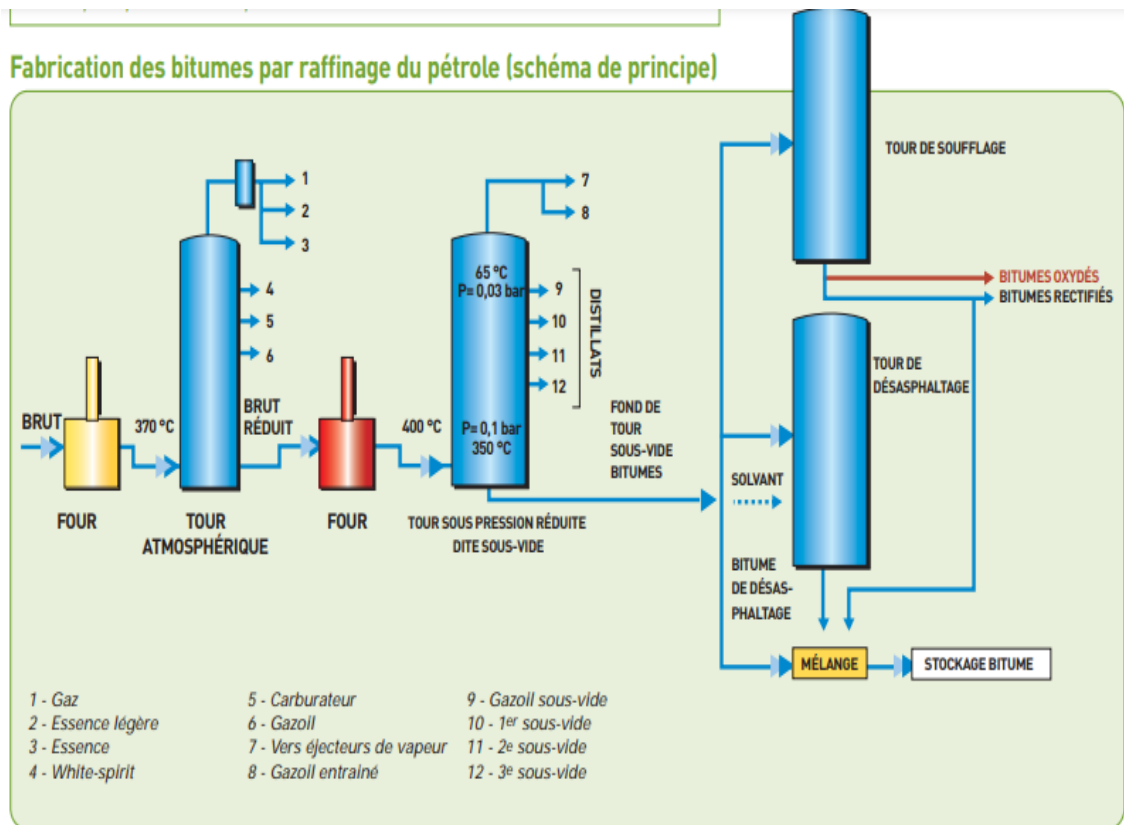 Fabrication des bitumes par raffinage du pétrole (schéma de principe)
1
2
3
4
5
6
7
8
65 °C
P= 0,03 bar
9
10
11
12
DISTILLATS
P= 0,1 bar
350 °C
BRUT
370 °C
BRUT
RÉDUIT
400 °C
FOUR
TOUR
ATMOSPHÉRIQUE
FOUR
TOUR SOUS PRESSION RÉDUITE
DITE SOUS-VIDE
FOND DE
TOUR
SOUS-VIDE
BITUMES
TOUR DE SOUFFLAGE
BITUMES OXYDÉS
BITUMES RECTIFIÉS
TOUR DE
DÉSASPHALTAGE
SOLVANT
BITUME
DE DÉSAS-
PHALTAGE
MÉLANGE
STOCKAGE BITUME
1 - Gaz
2 - Essence légère
3 - Essence
4 - White-spirit
5 - Carburateur
6 - Gazoil
7 - Vers éjecteurs de vapeur
8 - Gazoil entrainé
9 - Gazoil sous-vide
10 - 1er sous-vide
11 - 2e sous-vide
12 - 3e sous-vide